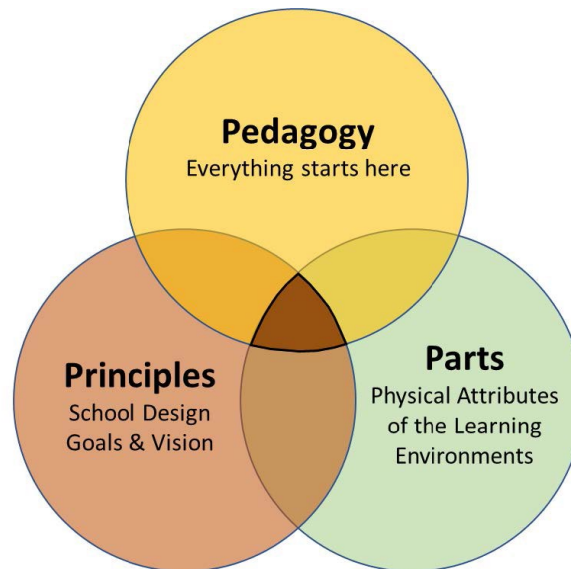 Pedagogy
Everything starts here
Principles
School Design
Goals & Vision
Parts
Physical Attributes
of the Learning
Environments